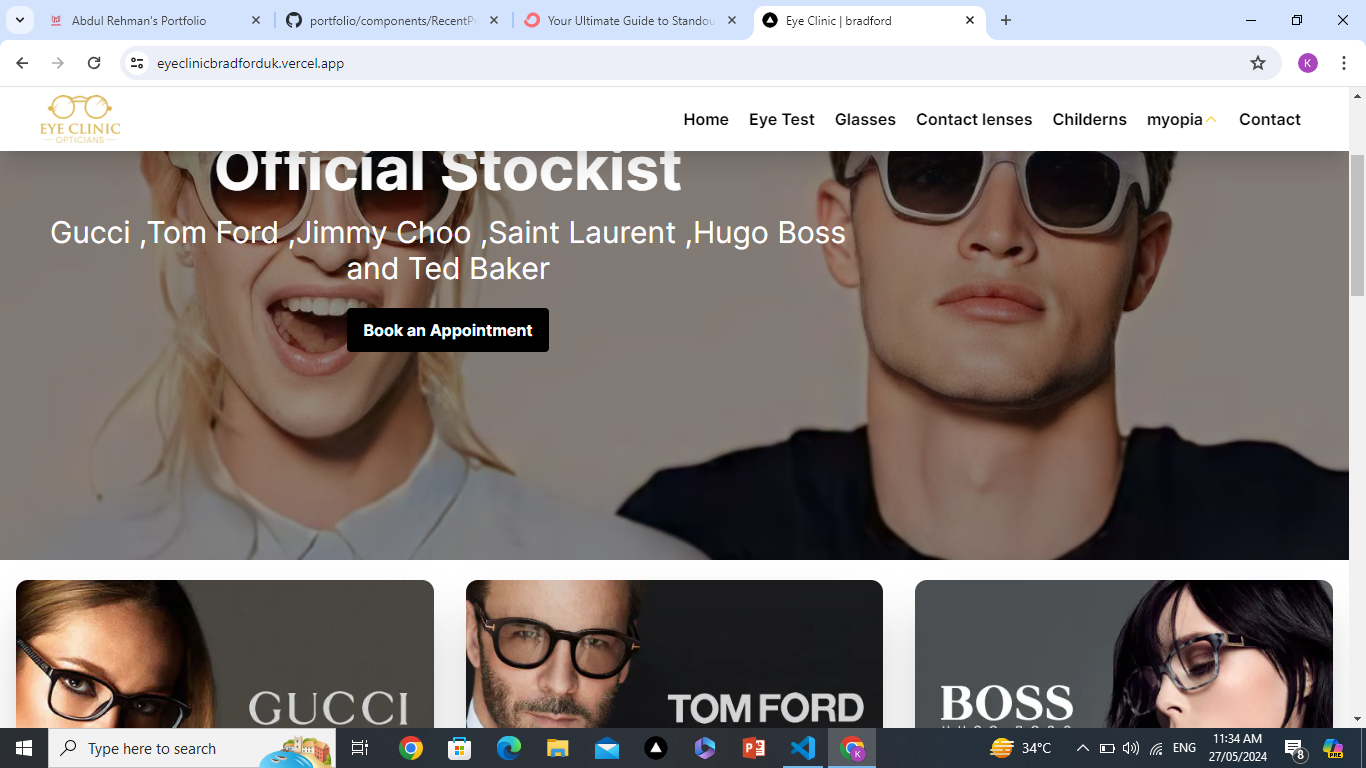 Abdul Rehman's Portfolio
portfolio/components/RecentPr
Your Ultimate Guide to Standou
Eye Clinic | bradford
eyeclinicbradforduk.vercel.app
K
EYE CLINIC
OPTICIANS
Home
Eye Test
Glasses
Contact lenses
Childerns
myopia
Contact
Official Stockist
Gucci ,Tom Ford ,Jimmy Choo ,Saint Laurent ,Hugo Boss
and Ted Baker
Book an Appointment
GUCCI
TOM FORD
BOSS
Type here to search
K
34°C
ENG
11:34 AM
27/05/2024
8
PRE